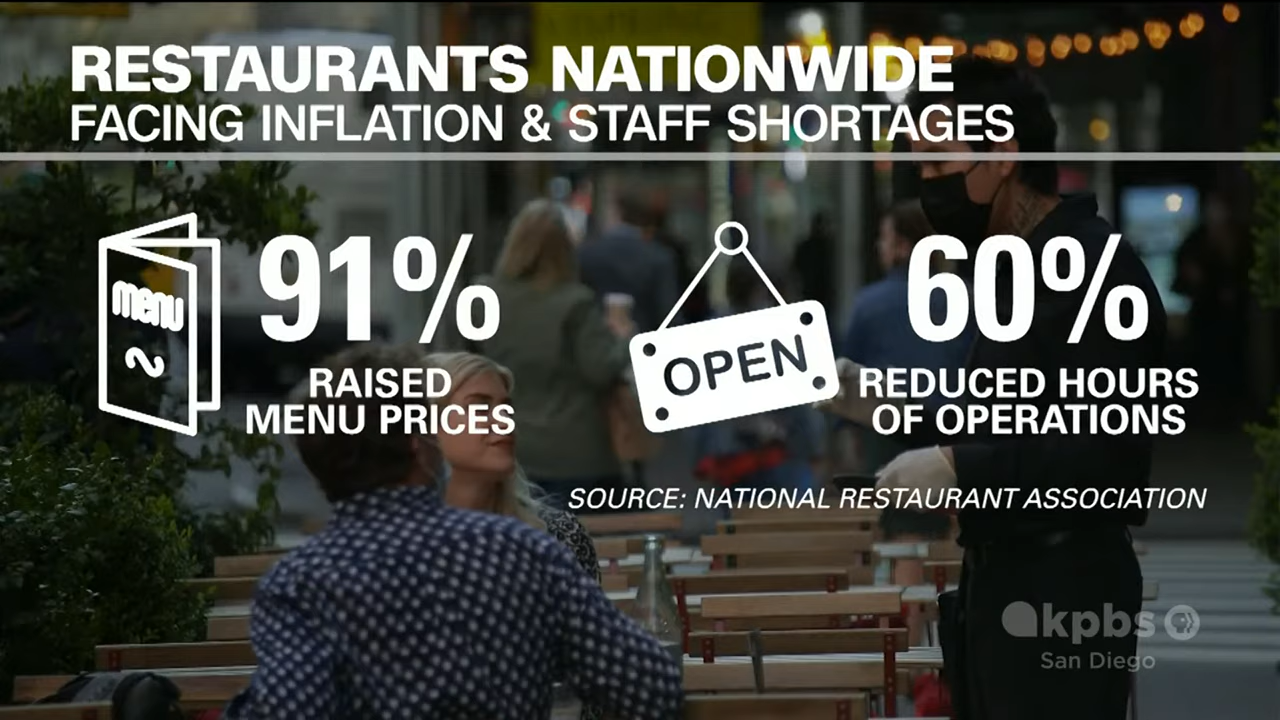 RESTAURANTS NATIONWIDE
FACING INFLATION & STAFF SHORTAGES
menu
91%
RAISED
MENU PRICES
OPEN
60%
REDUCED HOURS
OF OPERATIONS
SOURCE: NATIONAL RESTAURANT ASSOCIATION
kpbs
San Diego